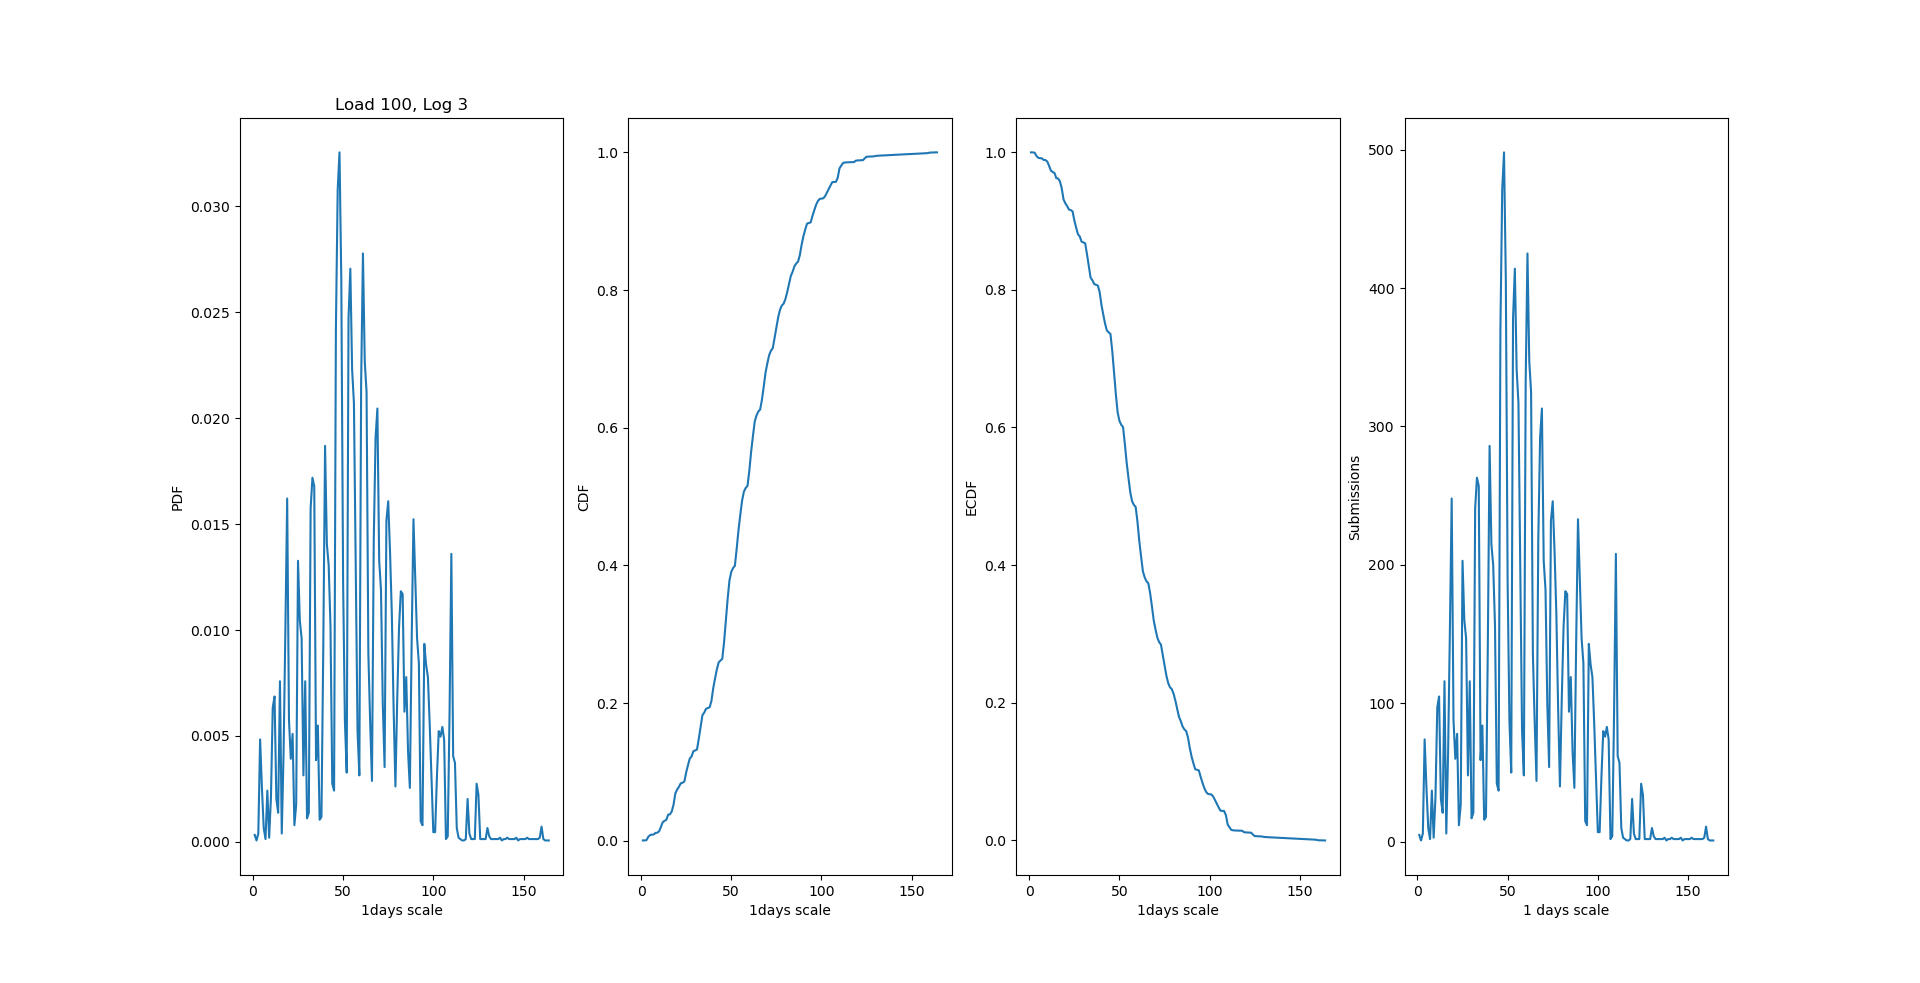 Load 100, Log 3
PDF
0.030
0.025
0.020
0.015
0.010
0.005
0.000
0 50 100 150
1days scale
CDF
1.0
0.8
0.6
0.4
0.2
0.0
0 50 100 150
1days scale
ECDF
1.0
0.8
0.6
0.4
0.2
0.0
0 50 100 150
1days scale
Submissions
500
400
300
200
100
0
0 50 100 150
1 days scale